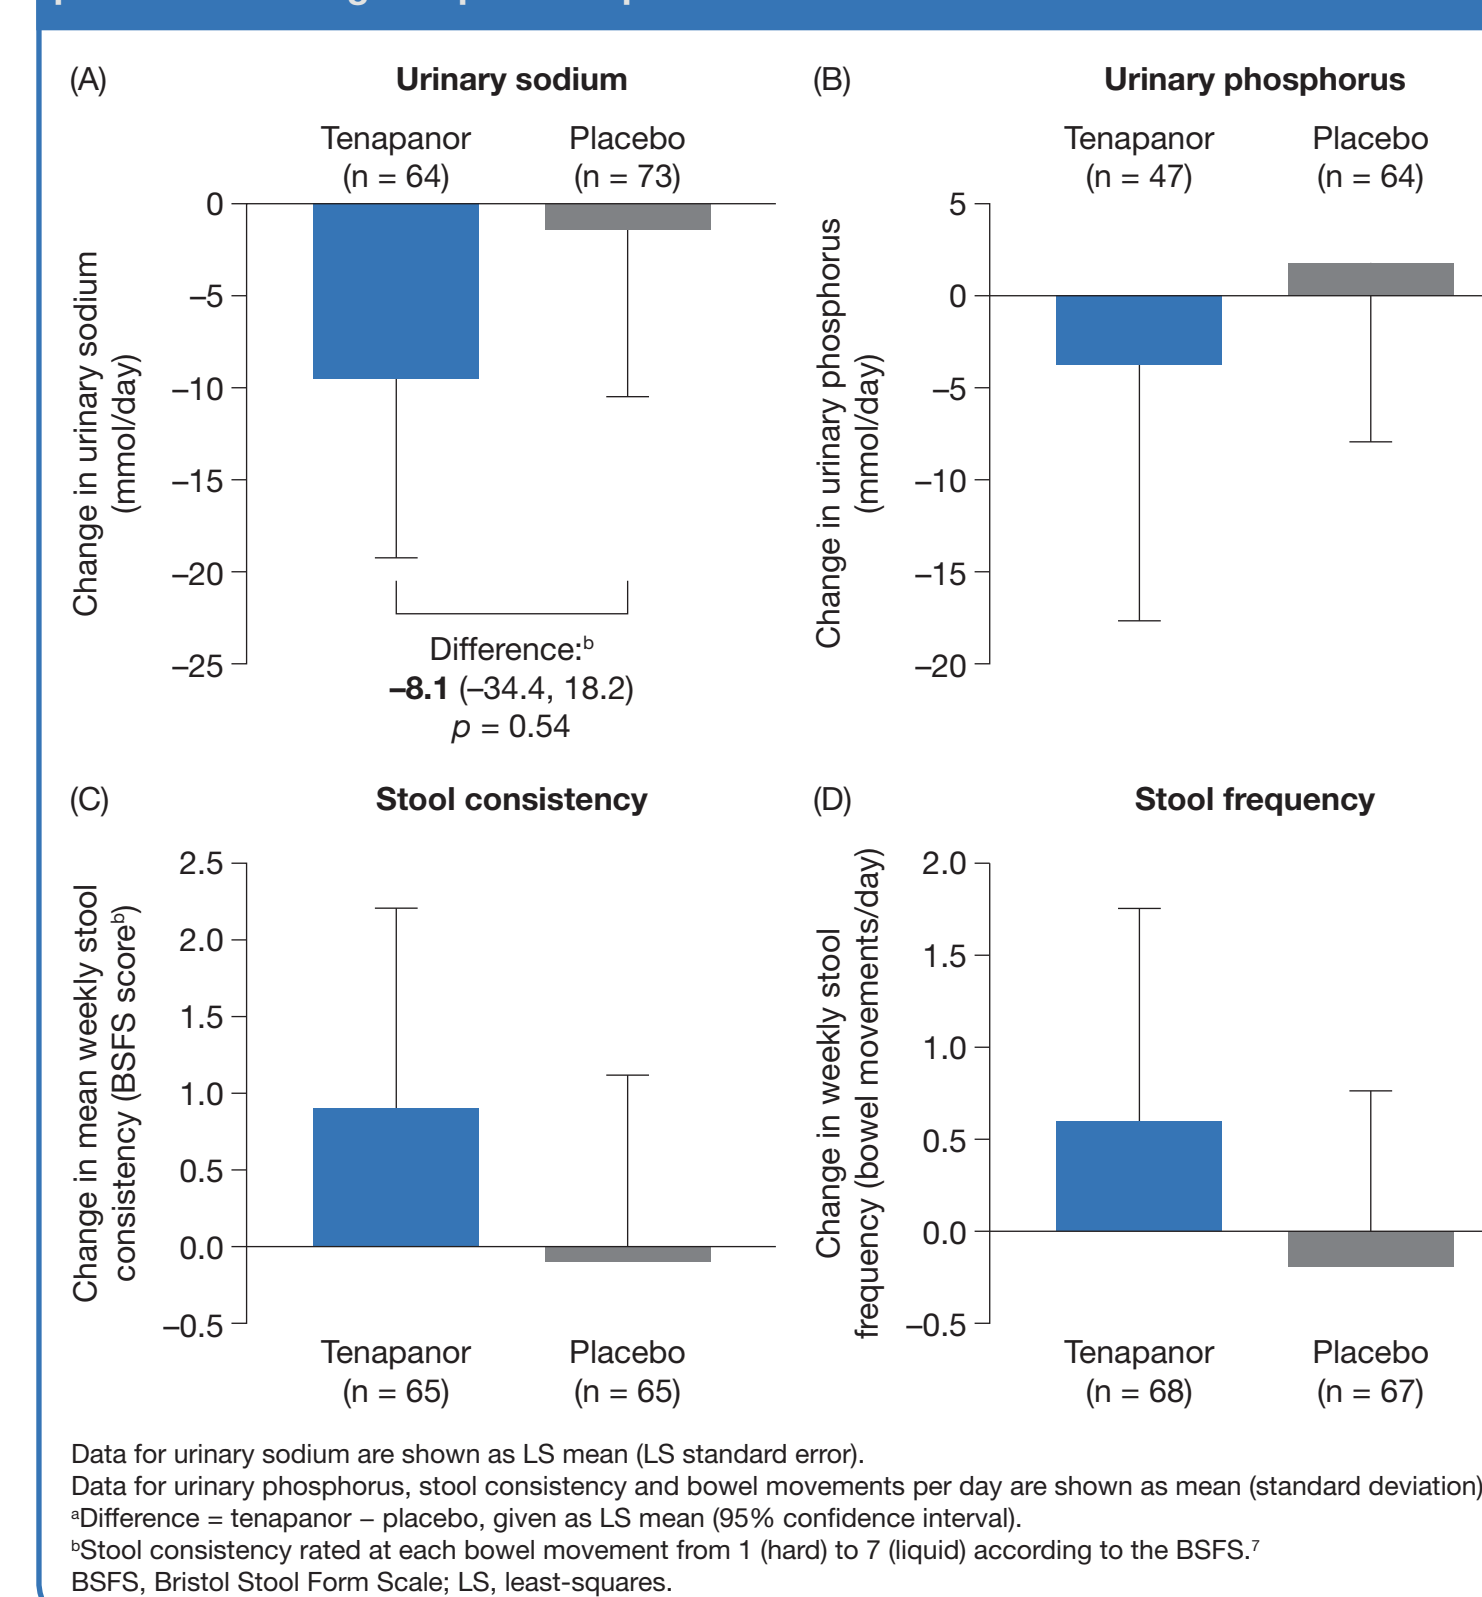 (A)
Urinary sodium
Tenapanor
(n = 64)
Placebo
(n = 73)
0
–5
–10
–15
–20
–25
Change in urinary sodium
(mmol/day)
Difference:ᵇ
–8.1 (–34.4, 18.2)
p = 0.54
(B)
Urinary phosphorus
Tenapanor
(n = 47)
Placebo
(n = 64)
5
0
–5
–10
–15
–20
Change in urinary phosphorus
(mmol/day)
(C)
Stool consistency
2.5
2.0
1.5
1.0
0.5
0.0
–0.5
Change in mean weekly stool
consistency (BSFS scoreᵇ)
Tenapanor
(n = 65)
Placebo
(n = 65)
(D)
Stool frequency
2.0
1.5
1.0
0.5
0.0
–0.5
Change in weekly stool
frequency (bowel movements/day)
Tenapanor
(n = 68)
Placebo
(n = 67)
Data for urinary sodium are shown as LS mean (LS standard error).
Data for urinary phosphorus, stool consistency and bowel movements per day are shown as mean (standard deviation)
ᵃDifference = tenapanor – placebo, given as LS mean (95% confidence interval).
ᵇStool consistency rated at each bowel movement from 1 (hard) to 7 (liquid) according to the BSFS.⁷
BSFS, Bristol Stool Form Scale; LS, least-squares.